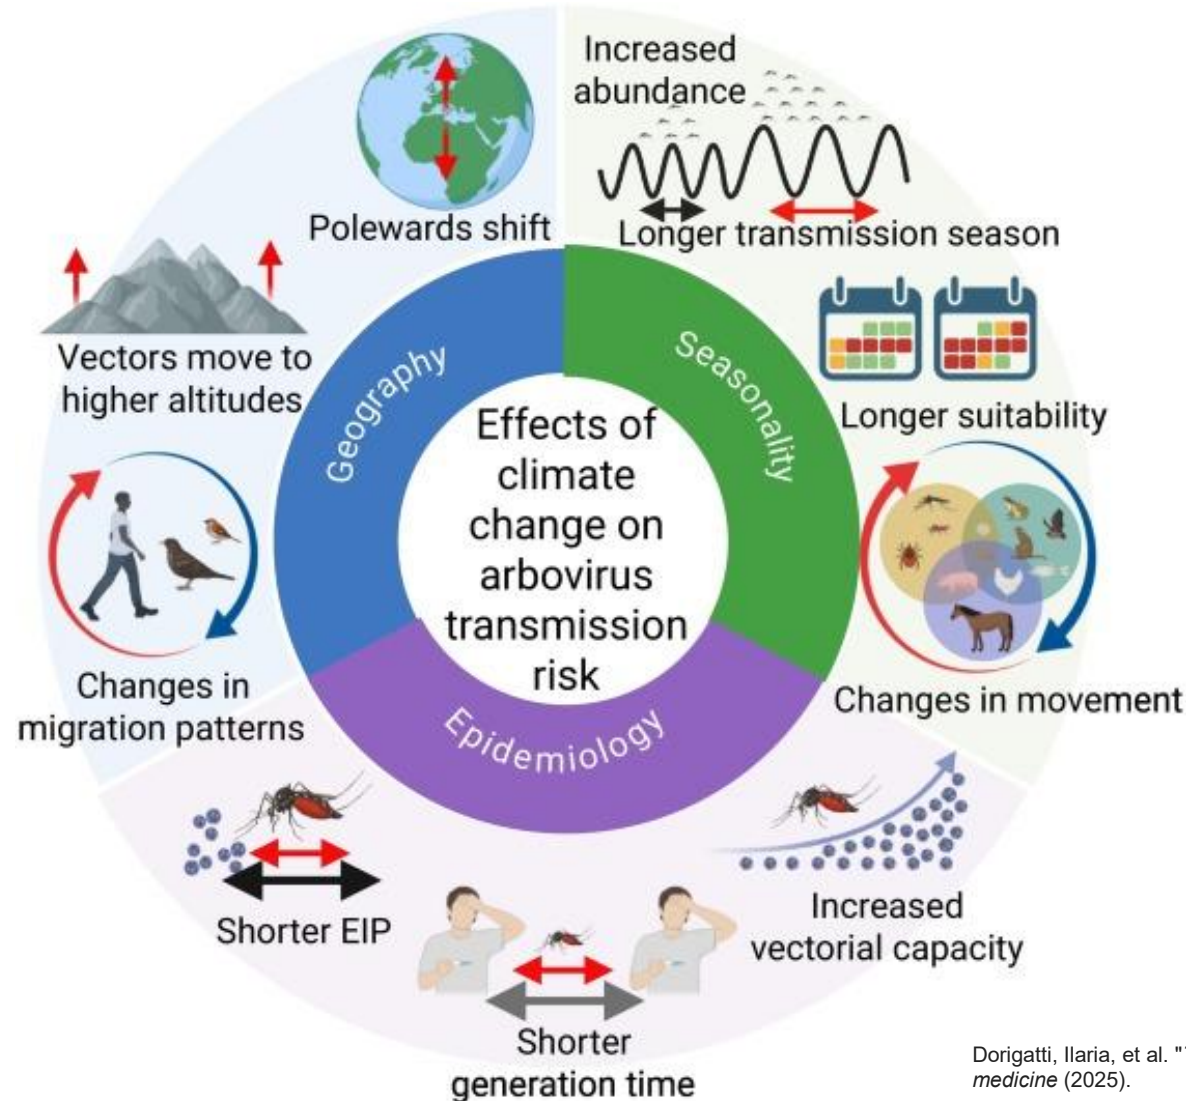 Increased
abundance
Longer transmission season
Longer suitability
Changes in movement
Polewards shift
Vectors move to
higher altitudes
Changes in
migration patterns
Geography
Seasonality
Epidemiology
Effects of
climate
change on
arbovirus
transmission
risk
Shorter EIP
Shorter
generation time
Increased
vectorial capacity
Dorigatti, Ilaria, et al. "
medicine (2025).